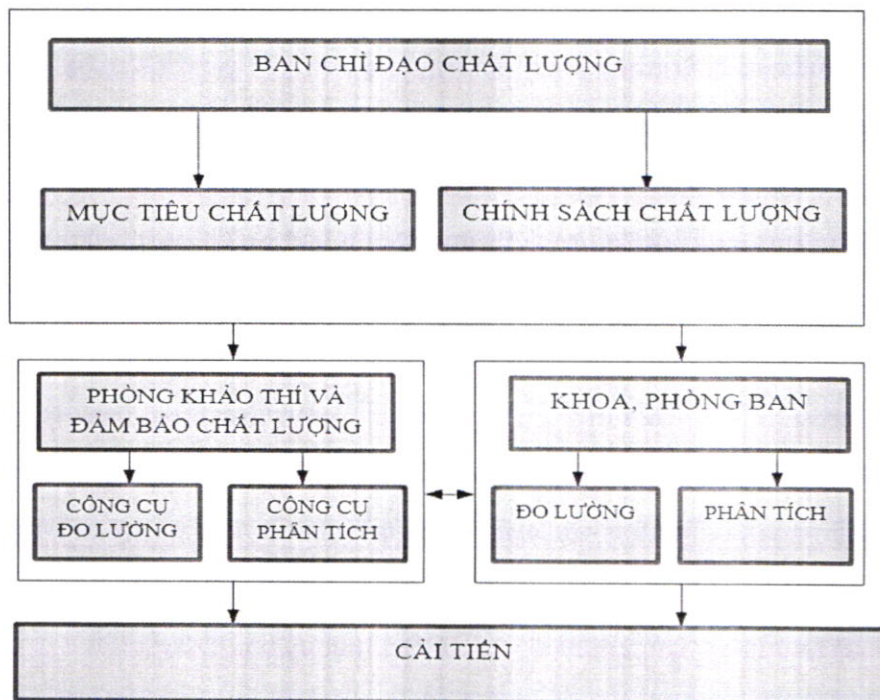 BAN CHỈ ĐẠO CHẤT LƯỢNG
MỤC TIÊU CHẤT LƯỢNG
CHÍNH SÁCH CHẤT LƯỢNG
PHÒNG KHẢO THÍ VÀ
ĐẢM BẢO CHẤT LƯỢNG
CÔNG CỤ
ĐO LƯỜNG
CÔNG CỤ
PHÂN TÍCH
KHOA, PHÒNG BAN
ĐO LƯỜNG
PHÂN TÍCH
CẢI TIẾN